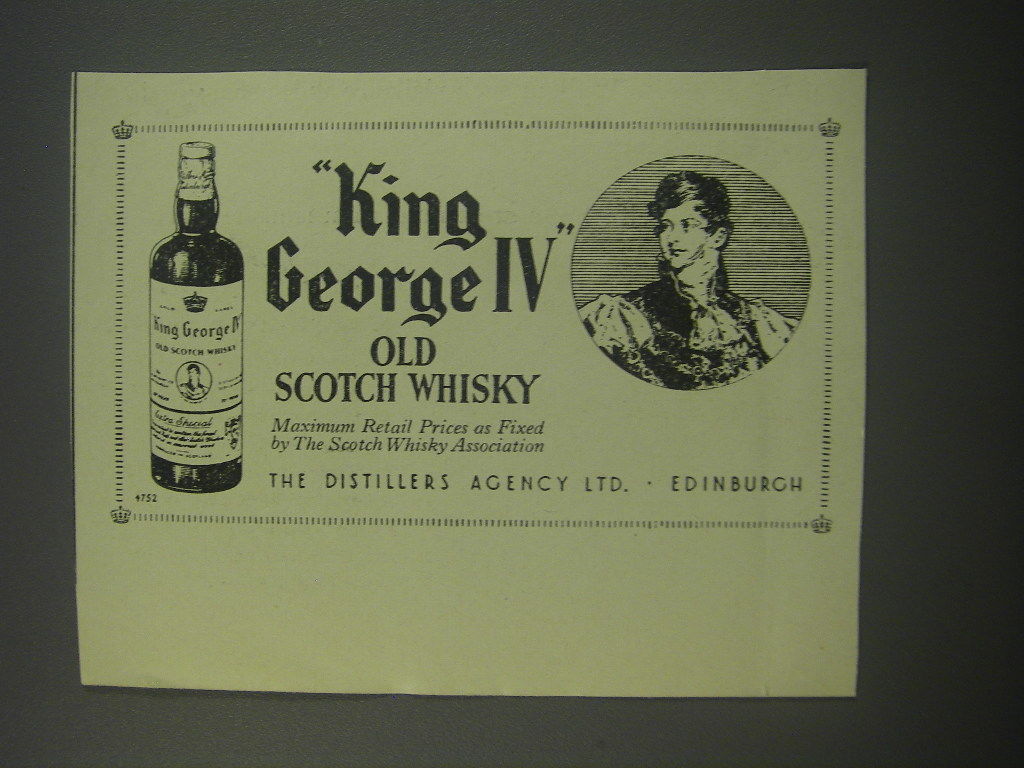 "King
George IV"
OLD
SCOTCH WHISKY
Maximum Retail Prices as Fixed
by The Scotch Whisky Association
THE DISTILLERS AGENCY LTD. · EDINBURGH
4752
King George IV
OLD SCOTCH WHISKY
Extra Special